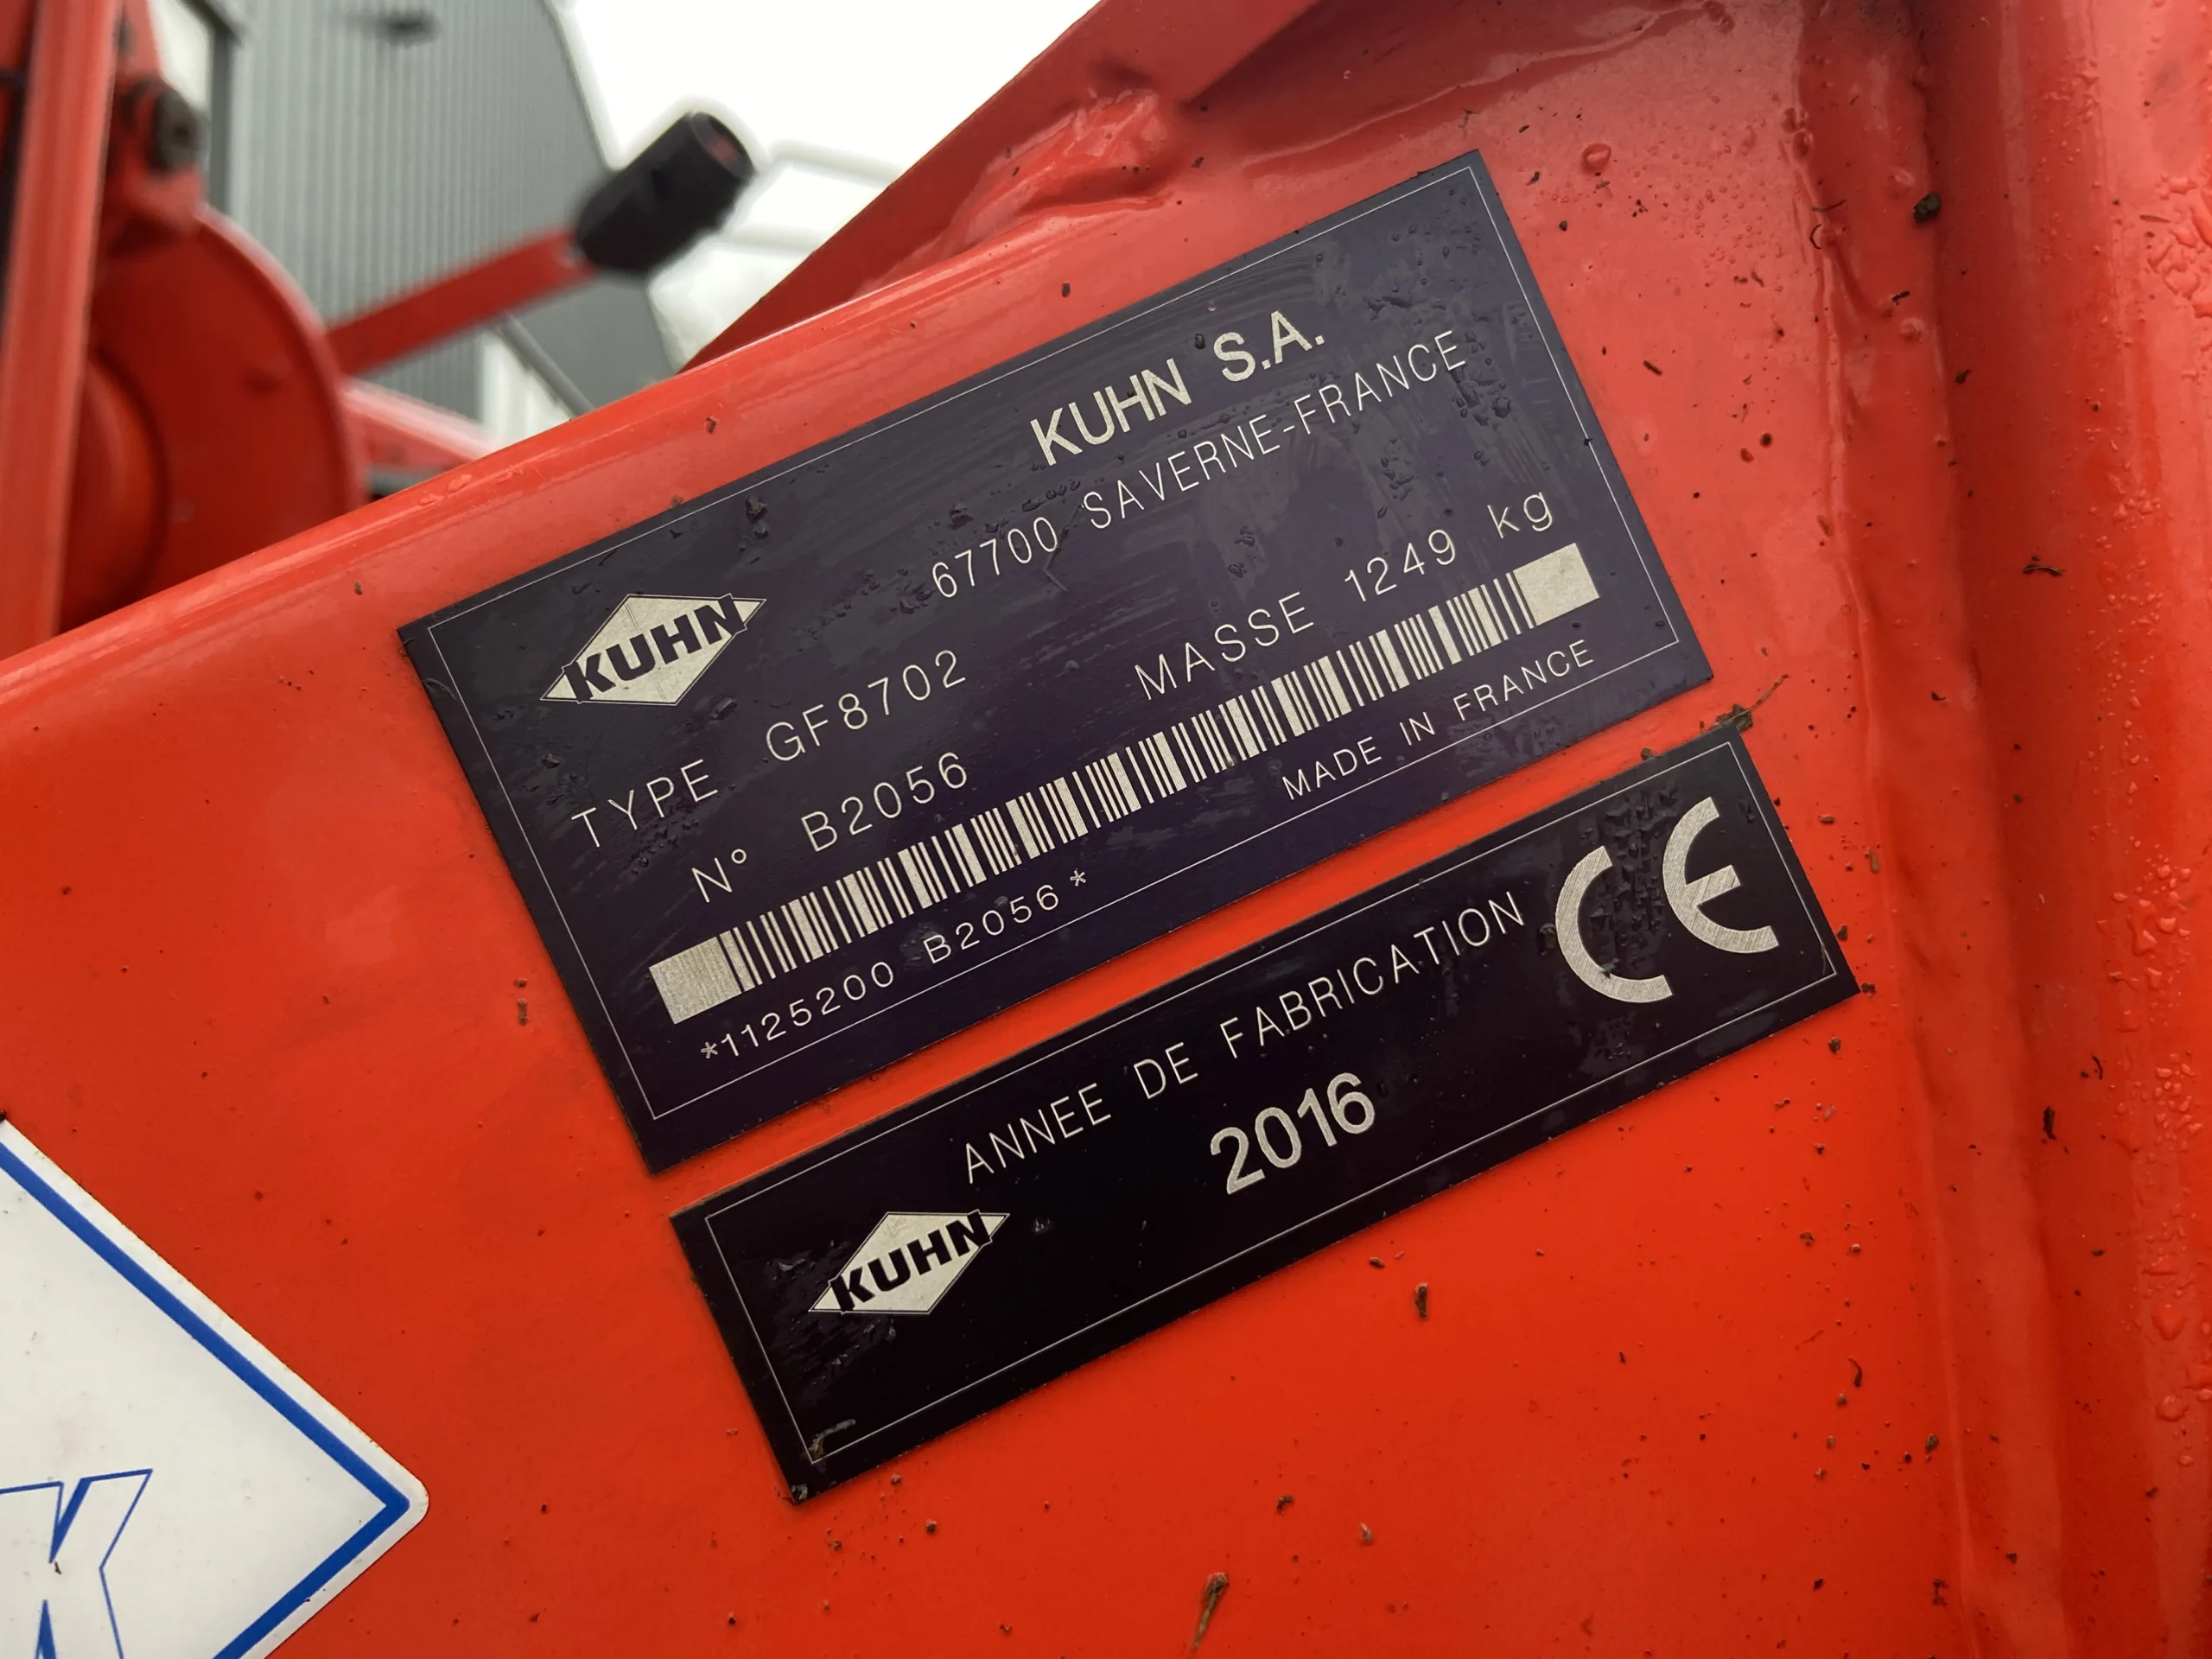 KUHN S.A.
67700 SAVERNE-FRANCE
KUHN
TYPE GF8702
MASSE 1249 kg
N° B2056
*1125200 B2056*
MADE IN FRANCE
ANNEE DE FABRICATION CE
2016
KUHN
K